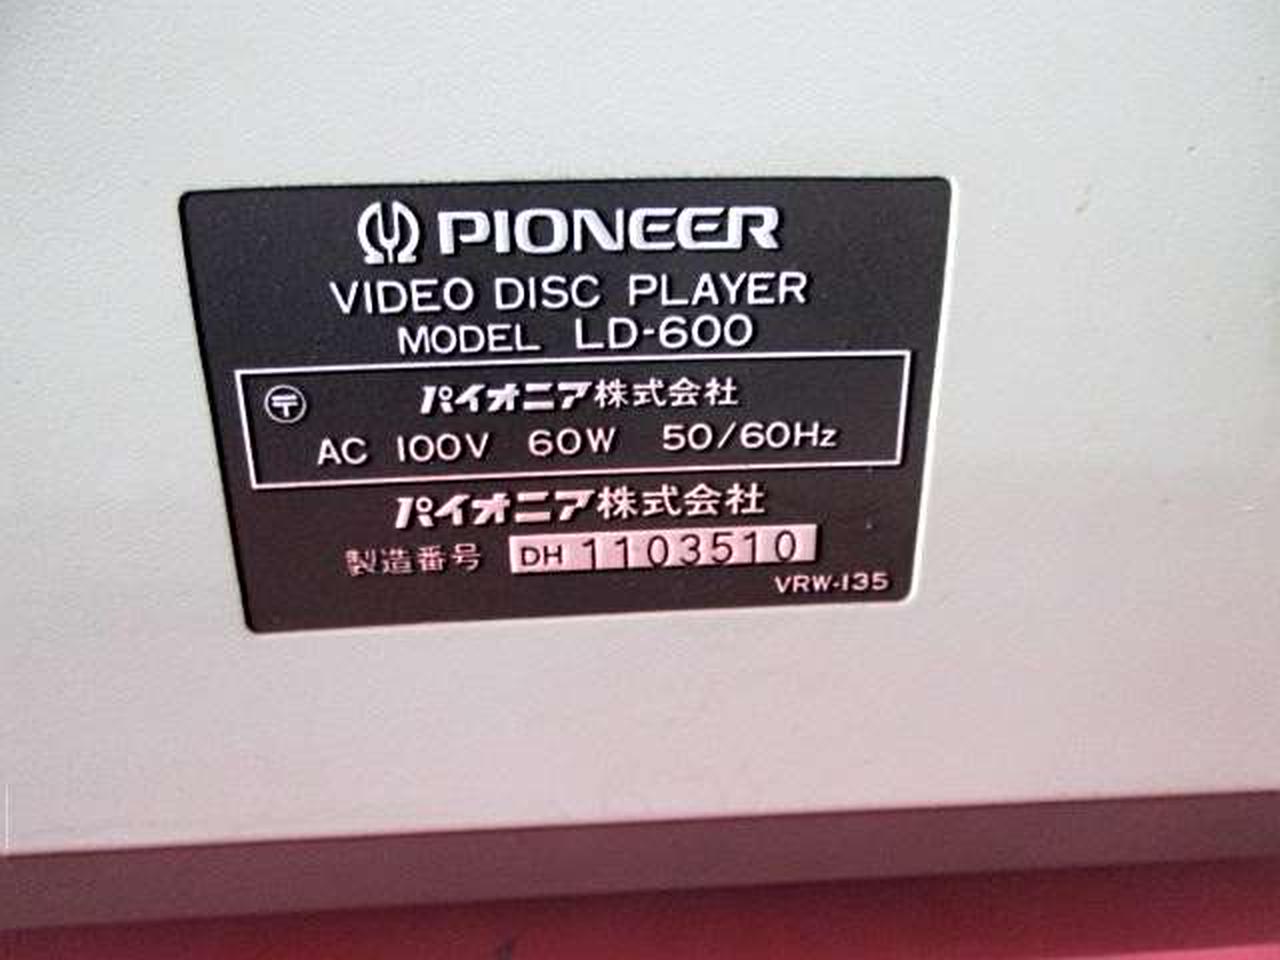 PIONEER
VIDEO DISC PLAYER
MODEL LD-600
〒 パイオニア株式会社
AC 100V 60W 50/60Hz
パイオニア株式会社
製造番号 DH 1103510
VRW-135